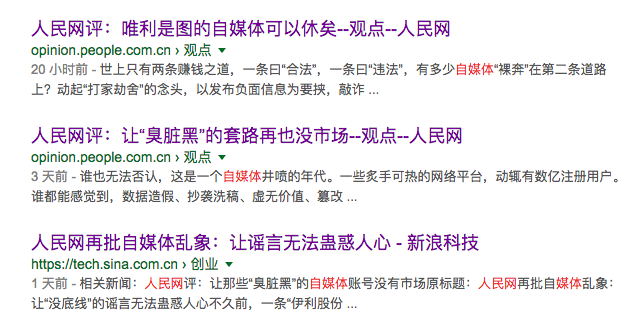 人民网评：唯利是图的自媒体可以休矣--观点--人民网
opinion.people.com.cn › 观点
20 小时前 - 世上只有两条赚钱之道，一条曰“合法”，一条曰“违法”，有多少自媒体“裸奔”在第二条道路
上？动起“打家劫舍”的念头，以发布负面信息为要挟，敲诈 ...
人民网评：让“臭脏黑”的套路再也没市场--观点--人民网
opinion.people.com.cn › 观点
3 天前 - 谁也无法否认，这是一个自媒体井喷的年代。一些炙手可热的网络平台，动辄有数亿注册用户。
谁都能感觉到，数据造假、抄袭洗稿、虚无价值、篡改 ...
人民网再批自媒体乱象：让谣言无法蛊惑人心 - 新浪科技
https://tech.sina.com.cn › 创业
1 天前 - 相关新闻：人民网评：让那些“臭脏黑”的自媒体账号没有市场原标题：人民网再批自媒体乱象：
让“没底线”的谣言无法蛊惑人心不久前，一条“伊利股份 ...